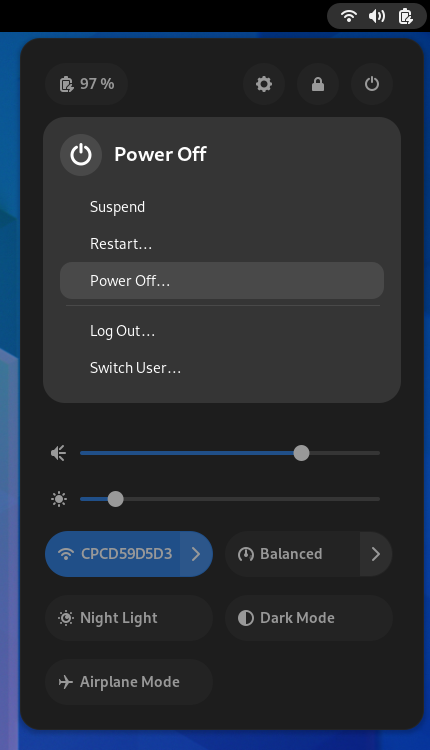 97 %
Power Off
Suspend
Restart…
Power Off…
Log Out…
Switch User…
CPCD59D5D3
Balanced
Night Light
Dark Mode
Airplane Mode